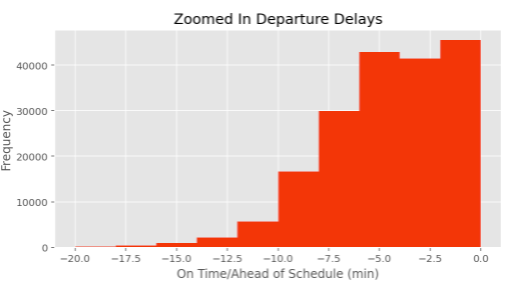 Zoomed In Departure Delays
Frequency
40000
30000
20000
10000
0
−20.0 −17.5 −15.0 −12.5 −10.0 −7.5 −5.0 −2.5 0.0
On Time/Ahead of Schedule (min)